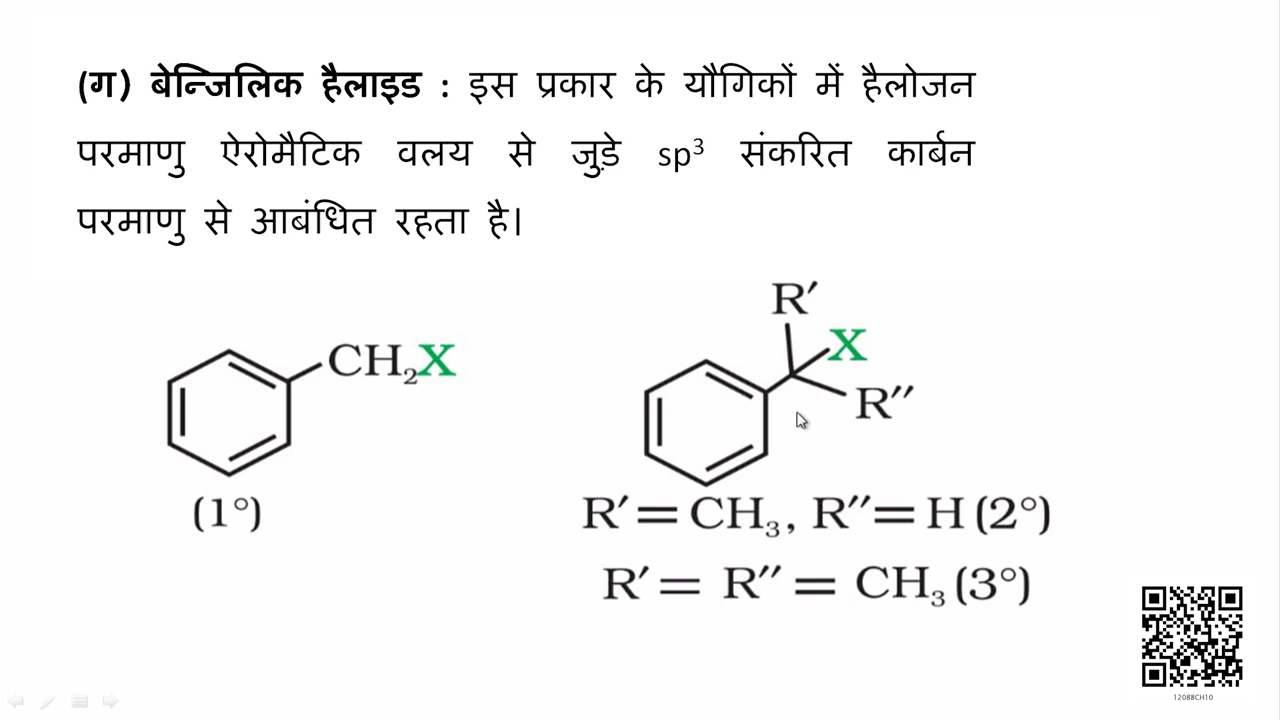 (ग) बेन्जिलिक हैलाइड : इस प्रकार के यौगिकों में हैलोजन
परमाणु ऐरोमैटिक वलय से जुड़े sp³ संकरित कार्बन
परमाणु से आबंधित रहता है।
R′
X
CH₂X
R″
(1°)
R′= CH₃, R″= H (2°)
R′= R″ = CH₃ (3°)
12088CH10